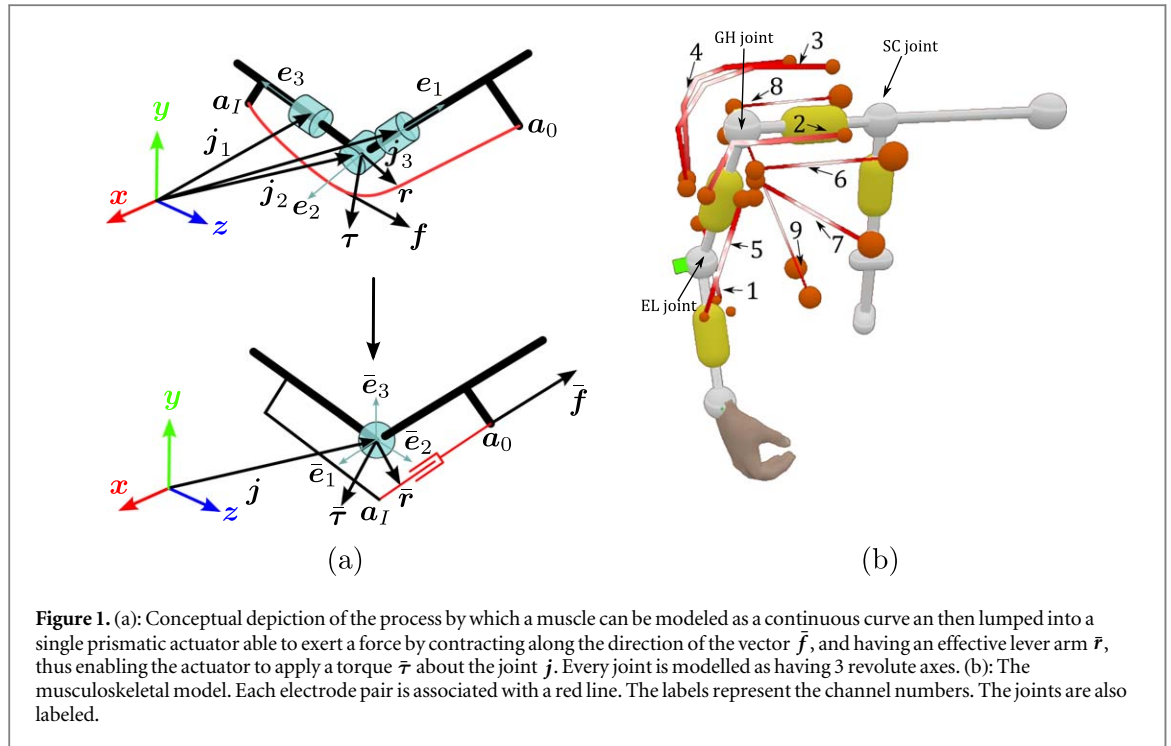 GH joint
SC joint
3
4
8
2
6
7
9
5
1
EL joint
e₃
e₁
a_I
a₀
y
j₁
j₃
x
j₂
e₂
r
z
τ
f
ē₃
f̄
y
a₀
ē₂
ē₁
x
j
r̄
z
τ̄
a_I
(a)
(b)
Figure 1. (a): Conceptual depiction of the process by which a muscle can be modeled as a continuous curve an then lumped into a
single prismatic actuator able to exert a force by contracting along the direction of the vector f̄, and having an effective lever arm r̄,
thus enabling the actuator to apply a torque τ̄ about the joint j. Every joint is modelled as having 3 revolute axes. (b): The
musculoskeletal model. Each electrode pair is associated with a red line. The labels represent the channel numbers. The joints are also
labeled.